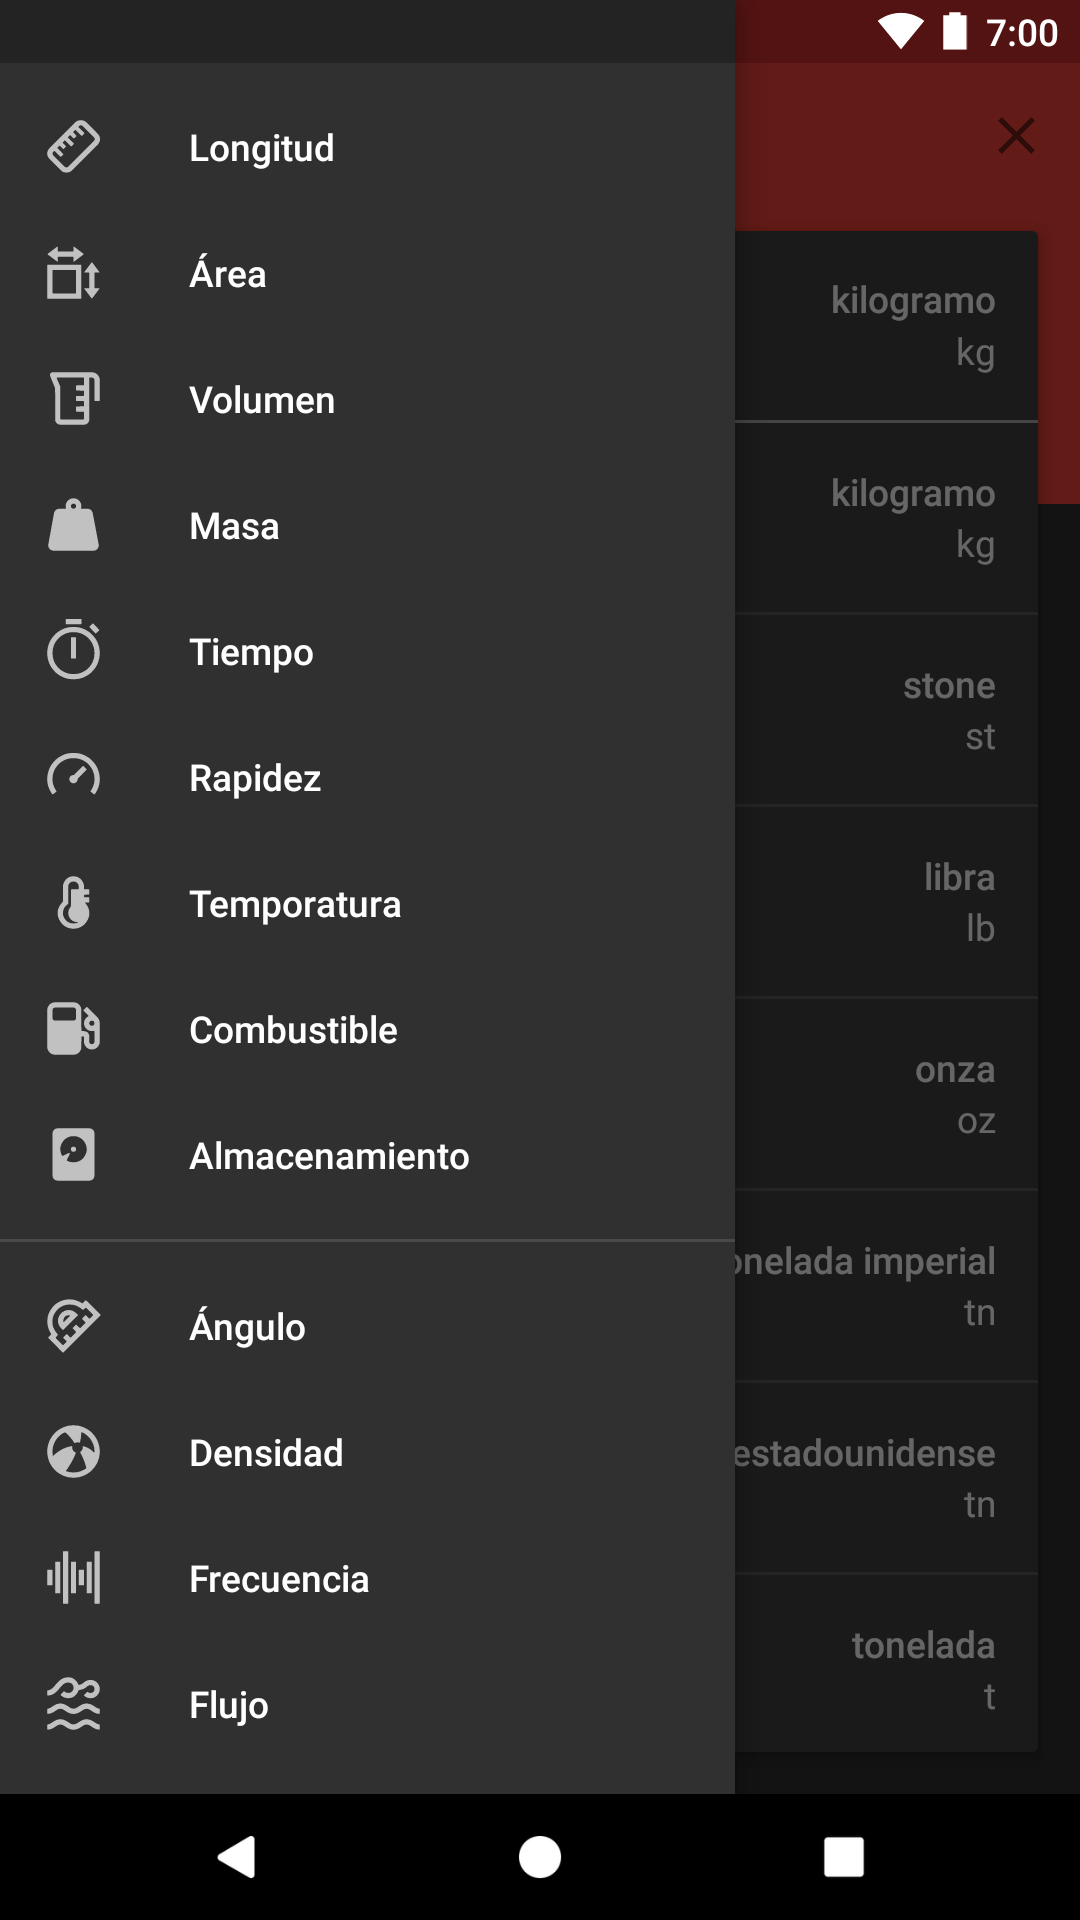 7:00
Longitud
Área
Volumen
Masa
Tiempo
Rapidez
Temporatura
Combustible
Almacenamiento
Ángulo
Densidad
Frecuencia
Flujo
kilogramo
kg
kilogramo
kg
stone
st
libra
lb
onza
oz
onelada imperial
tn
estadounidense
tn
tonelada
t